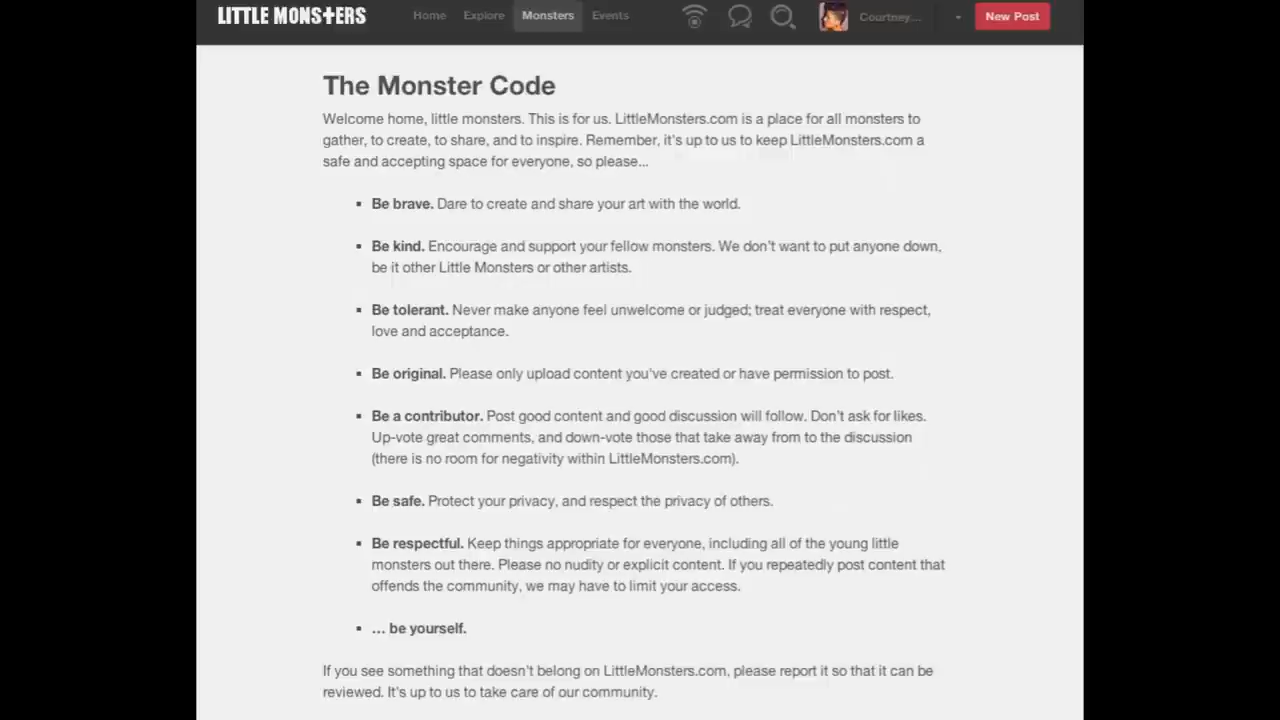 LITTLE MONSTERS Home Explore Monsters Events Courtney... New Post
The Monster Code
Welcome home, little monsters. This is for us. LittleMonsters.com is a place for all monsters to
gather, to create, to share, and to inspire. Remember, it's up to us to keep LittleMonsters.com a
safe and accepting space for everyone, so please...
▪ Be brave. Dare to create and share your art with the world.
▪ Be kind. Encourage and support your fellow monsters. We don't want to put anyone down,
be it other Little Monsters or other artists.
▪ Be tolerant. Never make anyone feel unwelcome or judged; treat everyone with respect,
love and acceptance.
▪ Be original. Please only upload content you've created or have permission to post.
▪ Be a contributor. Post good content and good discussion will follow. Don't ask for likes.
Up-vote great comments, and down-vote those that take away from to the discussion
(there is no room for negativity within LittleMonsters.com).
▪ Be safe. Protect your privacy, and respect the privacy of others.
▪ Be respectful. Keep things appropriate for everyone, including all of the young little
monsters out there. Please no nudity or explicit content. If you repeatedly post content that
offends the community, we may have to limit your access.
▪ ... be yourself.
If you see something that doesn't belong on LittleMonsters.com, please report it so that it can be
reviewed. It's up to us to take care of our community.